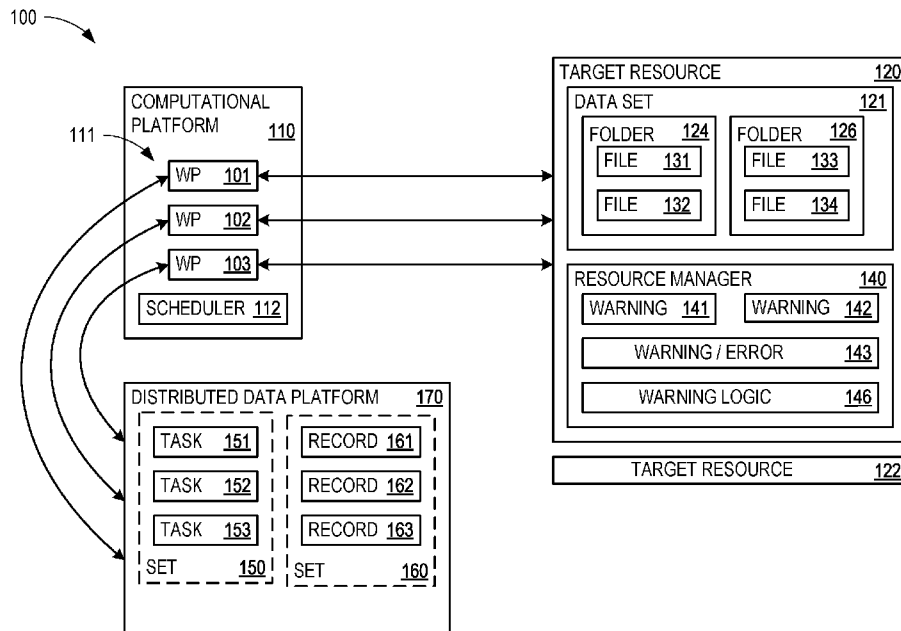 100
COMPUTATIONAL
PLATFORM 110
111
WP 101
WP 102
WP 103
SCHEDULER 112
TARGET RESOURCE 120
DATA SET 121
FOLDER 124
FILE 131
FILE 132
FOLDER 126
FILE 133
FILE 134
RESOURCE MANAGER 140
WARNING 141
WARNING 142
WARNING / ERROR 143
WARNING LOGIC 146
TARGET RESOURCE 122
DISTRIBUTED DATA PLATFORM 170
TASK 151
TASK 152
TASK 153
SET 150
RECORD 161
RECORD 162
RECORD 163
SET 160